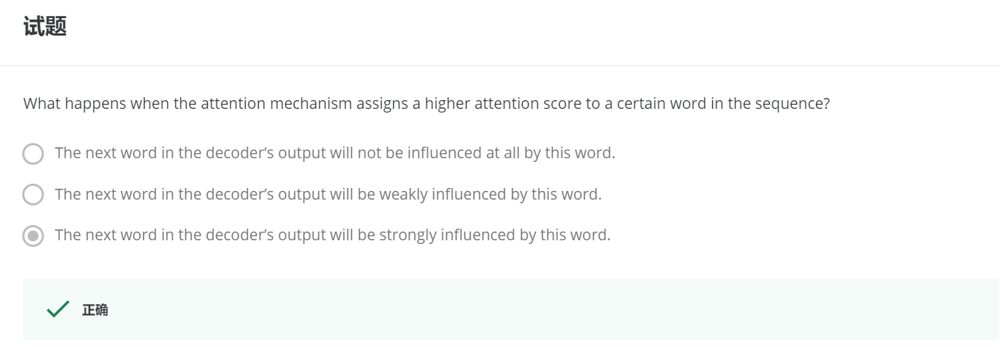 试题
What happens when the attention mechanism assigns a higher attention score to a certain word in the sequence?
The next word in the decoder’s output will not be influenced at all by this word.
The next word in the decoder’s output will be weakly influenced by this word.
The next word in the decoder’s output will be strongly influenced by this word.
正确